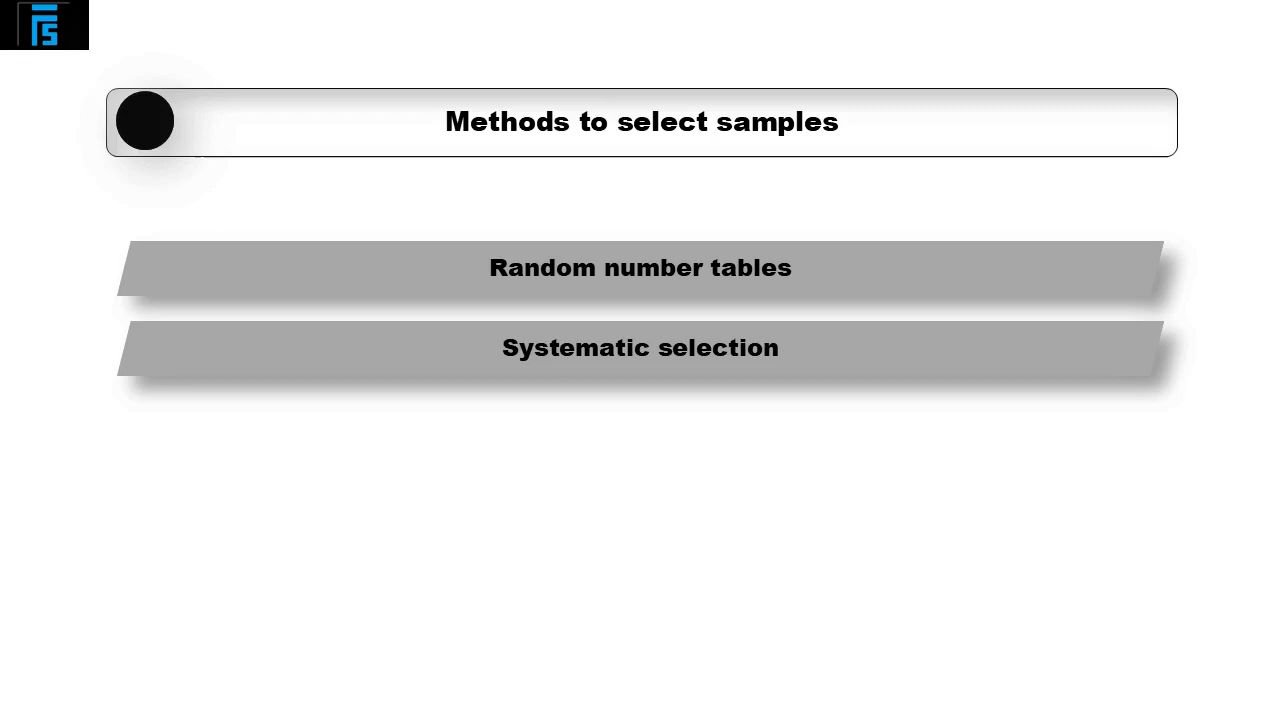 Methods to select samples
Random number tables
Systematic selection